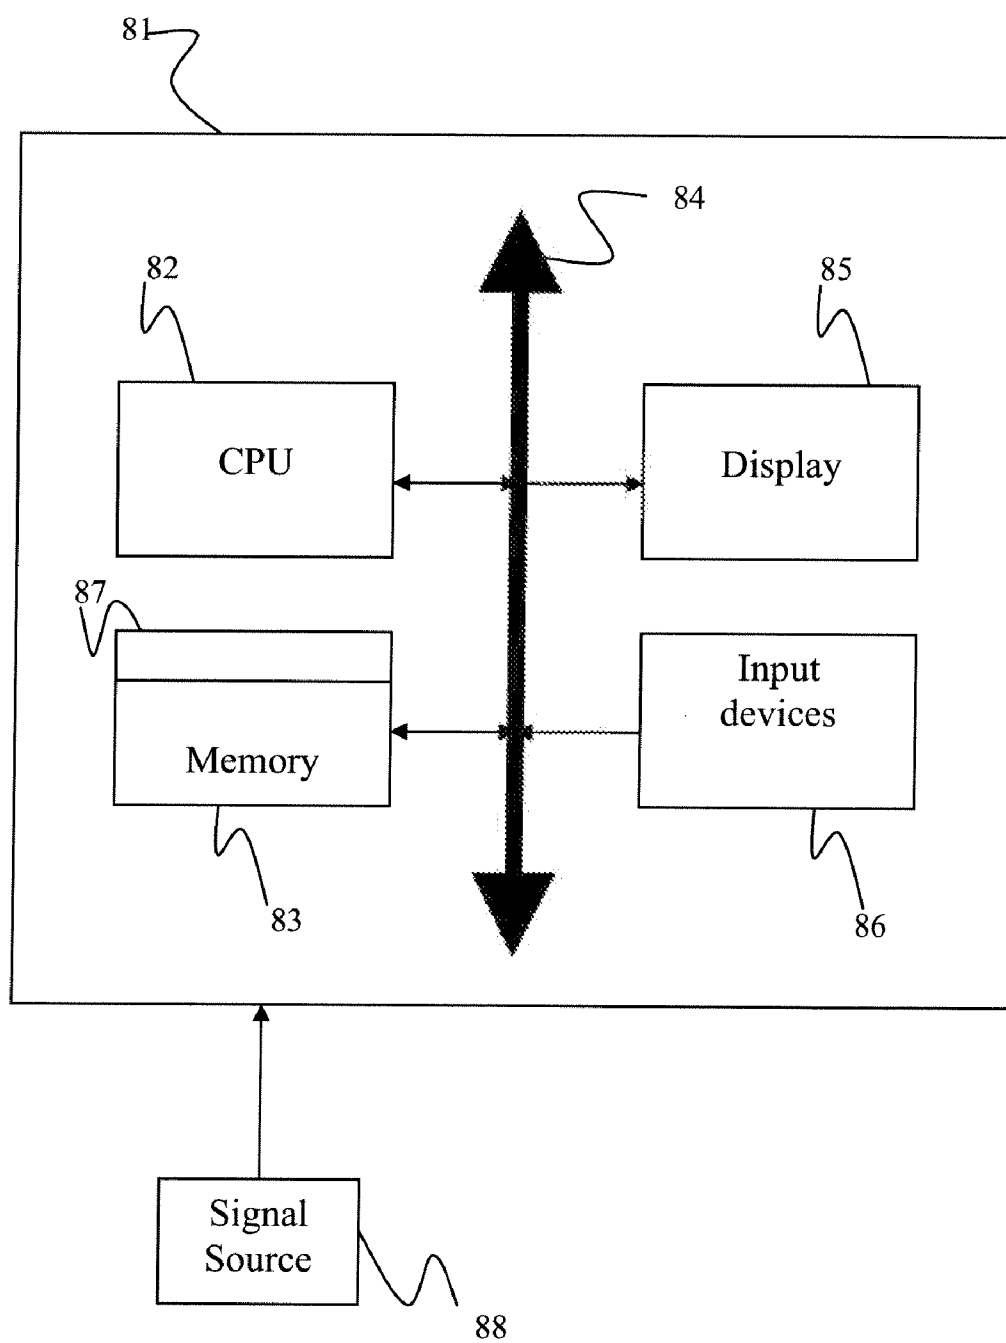 81
84
82
85
CPU
Display
87
Input
devices
Memory
83
86
Signal
Source
88